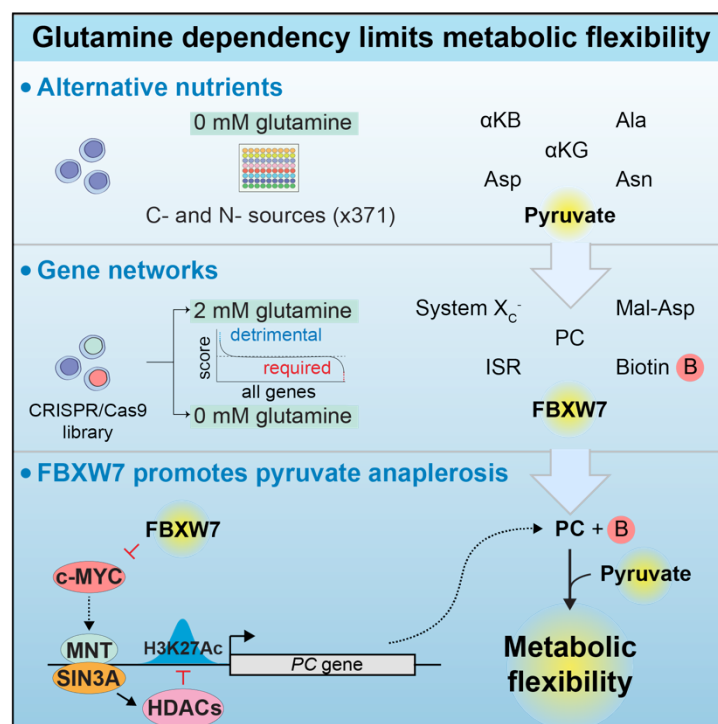 Glutamine dependency limits metabolic flexibility
• Alternative nutrients
0 mM glutamine
C- and N- sources (x371)
αKB
Ala
αKG
Asp
Asn
Pyruvate
• Gene networks
CRISPR/Cas9
library
2 mM glutamine
detrimental
score
required
all genes
0 mM glutamine
System Xc-
Mal-Asp
PC
ISR
Biotin B
FBXW7
• FBXW7 promotes pyruvate anaplerosis
FBXW7
c-MYC
MNT
SIN3A
H3K27Ac
HDACs
PC gene
PC + B
Pyruvate
Metabolic
flexibility